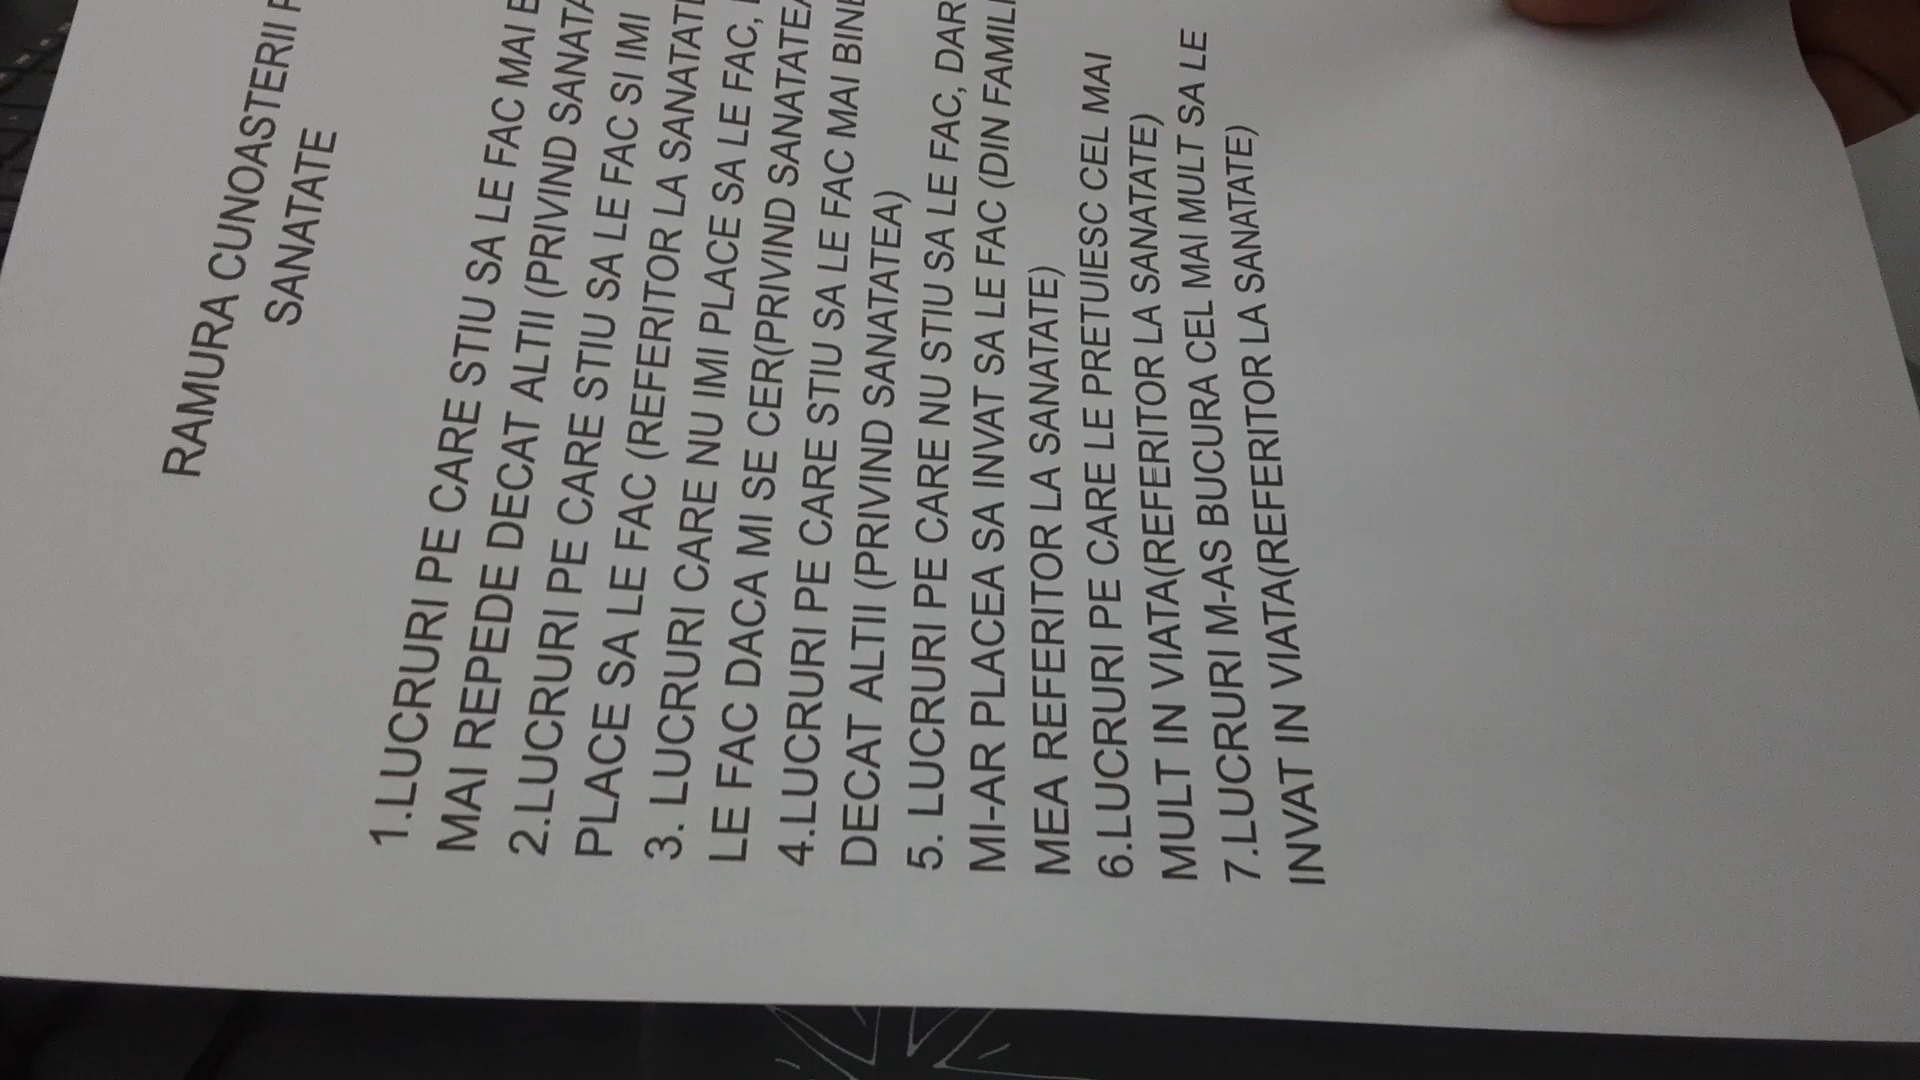 RAMURA CUNOASTERII
SANATATE
1.LUCRURI PE CARE STIU SA LE FAC MAI
MAI REPEDE DECAT ALTII (PRIVIND
2.LUCRURI PE CARE STIU SA LE FAC SI IMI
PLACE SA LE FAC (REFERITOR LA
3. LUCRURI CARE NU IMI PLACE SA LE FAC,
LE FAC DACA MI SE CER(PRIVIND SANATATEA
4.LUCRURI PE CARE STIU SA LE FAC MAI BINE
DECAT ALTII (PRIVIND SANATATEA)
5. LUCRURI PE CARE NU STIU SA LE FAC, DAR
MI-AR PLACEA SA INVAT SA LE FAC (DIN
MEA REFERITOR LA SANATATE)
6.LUCRURI PE CARE LE PRETUIESC CEL MAI
MULT IN VIATA(REFERITOR LA SANATATE)
7.LUCRURI M-AS BUCURA CEL MAI MULT SA LE
INVAT IN VIATA(REFERITOR LA SANATATE)